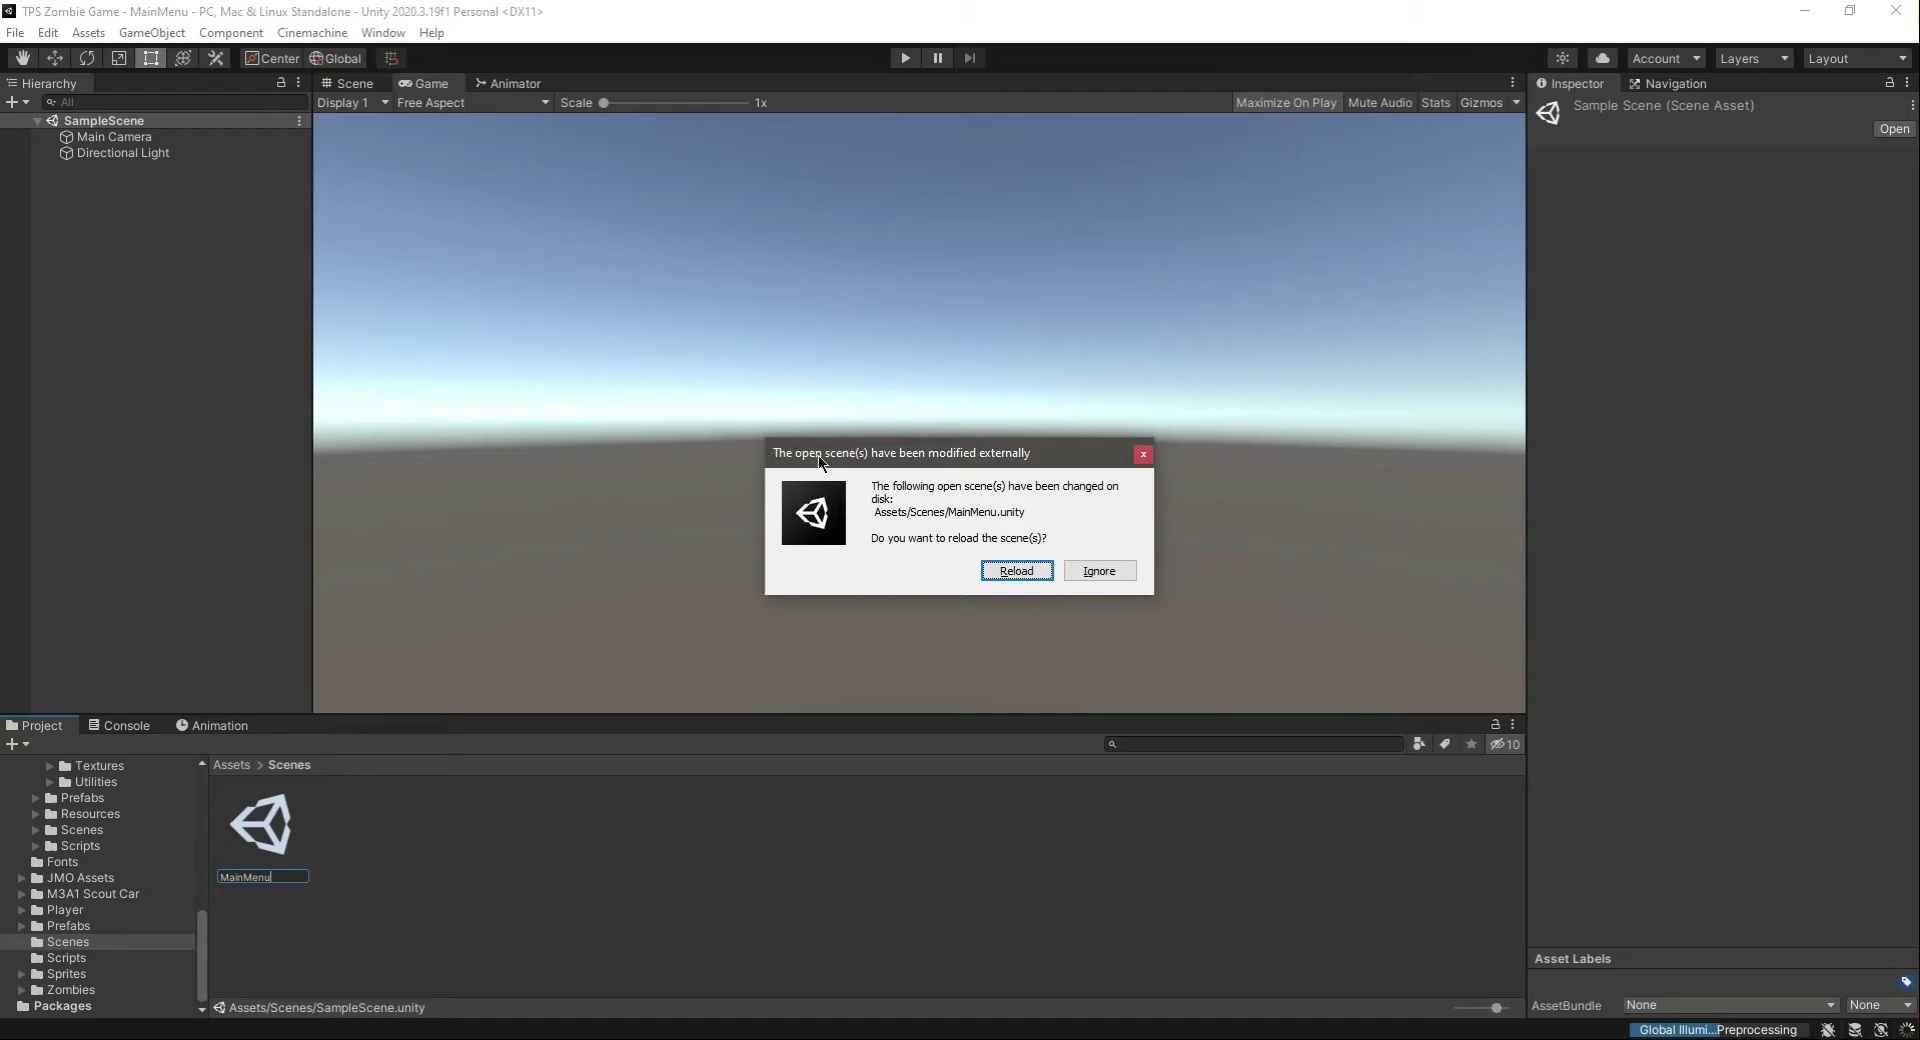 TPS Zombie Game - MainMenu - PC, Mac & Linux Standalone - Unity 2020.3.19f1 Personal <DX11>
File Edit Assets GameObject Component Cinemachine Window Help
Center Global Account Layers Layout
Hierarchy
All
SampleScene
Main Camera
Directional Light
Scene Game Animator
Display 1 Free Aspect Scale 1x Maximize On Play Mute Audio Stats Gizmos
The open scene(s) have been modified externally
x
The following open scene(s) have been changed on
disk:
Assets/Scenes/MainMenu.unity
Do you want to reload the scene(s)?
Reload Ignore
Inspector Navigation
Sample Scene (Scene Asset)
Open
Project Console Animation
10
Textures
Utilities
Prefabs
Resources
Scenes
Scripts
Fonts
JMO Assets
M3A1 Scout Car
Player
Prefabs
Scenes
Scripts
Sprites
Zombies
Packages
Assets > Scenes
MainMenu
Assets/Scenes/SampleScene.unity
Asset Labels
AssetBundle None None
Global Illumi...Preprocessing